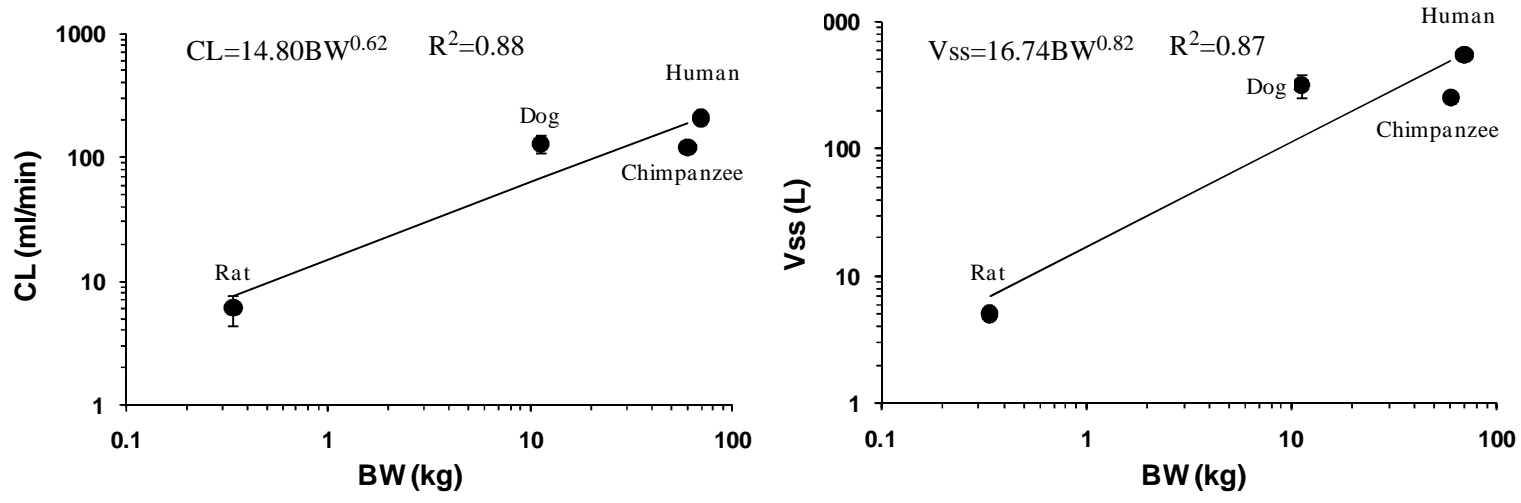 CL=14.80BW^0.62 R^2=0.88
1000
100
10
1
CL (ml/min)
Rat
Dog
Human
Chimpanzee
0.1 1 10 100
BW (kg)
Vss=16.74BW^0.82 R^2=0.87
000
100
10
1
Vss (L)
Rat
Dog
Human
Chimpanzee
0.1 1 10 100
BW (kg)